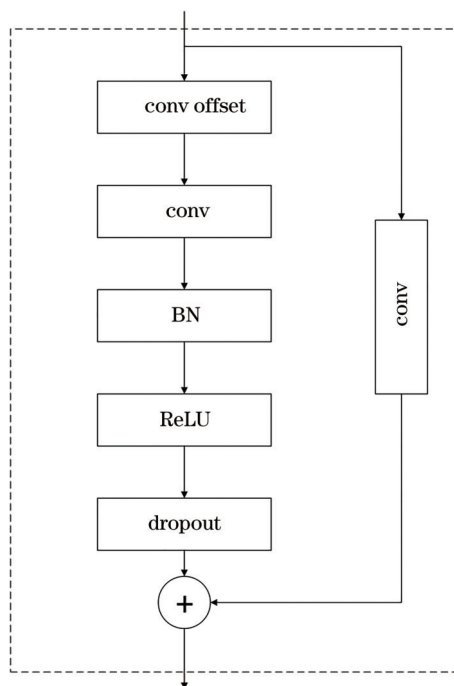 conv offset
conv
BN
conv
ReLU
dropout
+